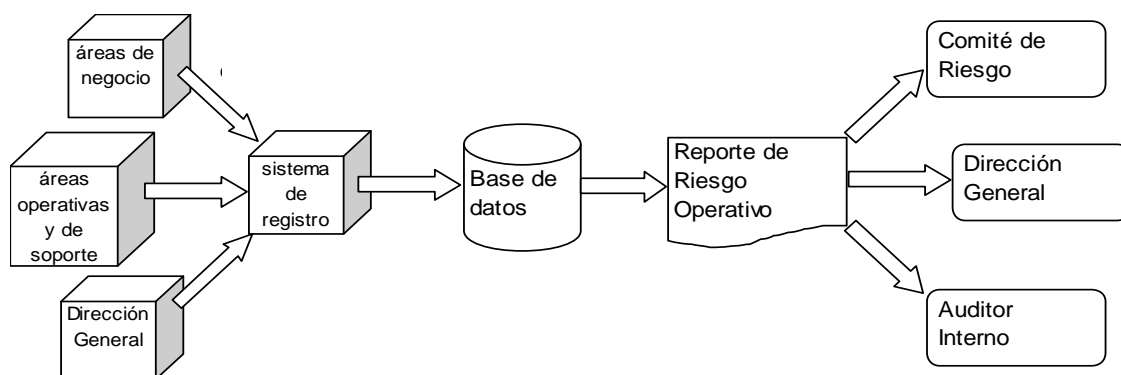 áreas de
negocio
áreas
operativas
y de
soporte
Dirección
General
sistema
de
registro
Base de
datos
Reporte de
Riesgo
Operativo
Comité de
Riesgo
Dirección
General
Auditor
Interno